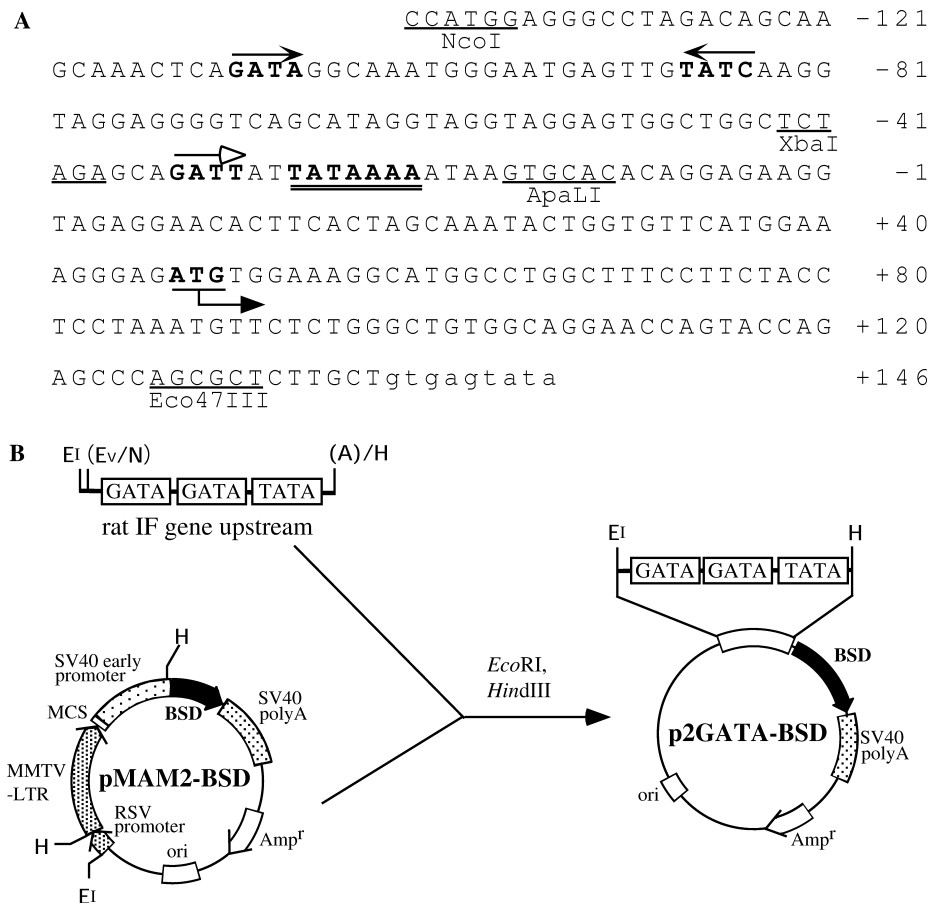 A
CCATGGAGGGCCTAGACAGCAA −121
NcoI
GCAAACTCAGATAGGCAAATGGGAATGAGTTGTATCAAGG −81
TAGGAGGGGTCAGCATAGGTAGGTAGGAGTGGCTGGCTCT −41
XbaI
AGAGCAGATTATTATAAAAATAAGTGCACACAGGAGAAGG −1
ApaLI
TAGAGGAACACTTCACTAGCAAATACTGGTGTTCATGGAA +40
AGGGAGATGTGGAAAGGCATGGCCTGGCTTTCCTTCTACC +80
TCCTAAATGTTCTCTGGGCTGTGGCAGGAACCAGTACCAG +120
AGCCCAGCGCTCTTGCTgtgagtata +146
Eco47III
B
EI (EV/N) (A)/H
GATA GATA TATA
rat IF gene upstream
EI H
GATA GATA TATA
H
SV40 early
promoter
MCS
BSD
SV40
polyA
MMTV
-LTR
pMAM2-BSD
RSV
promoter
H
EI
ori
Ampr
EcoRI,
HindIII
BSD
p2GATA-BSD
SV40
polyA
ori
Ampr